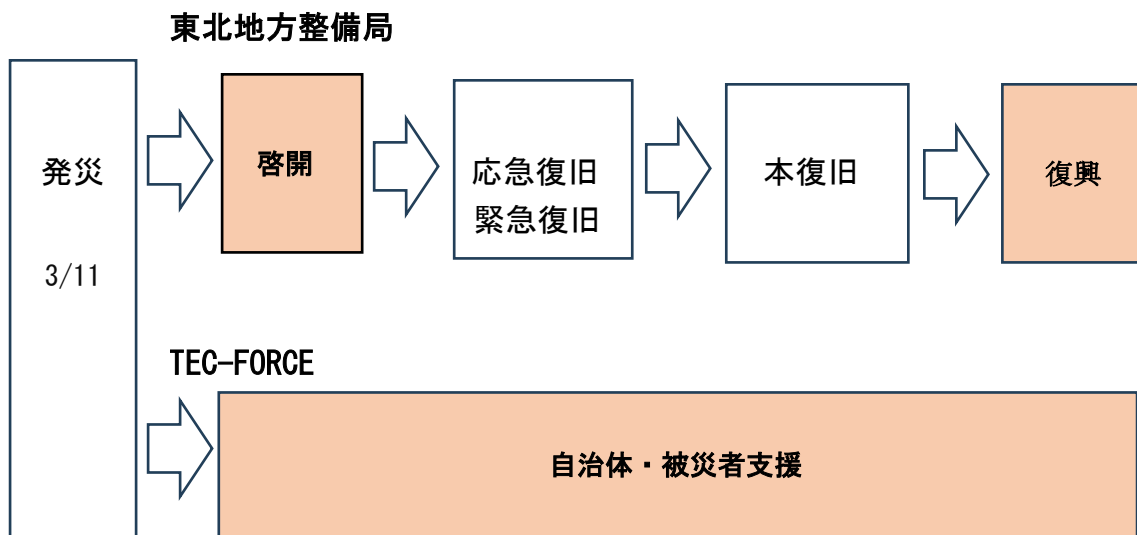 東北地方整備局
発災
3/11
啓開
応急復旧
緊急復旧
本復旧
復興
TEC-FORCE
自治体・被災者支援